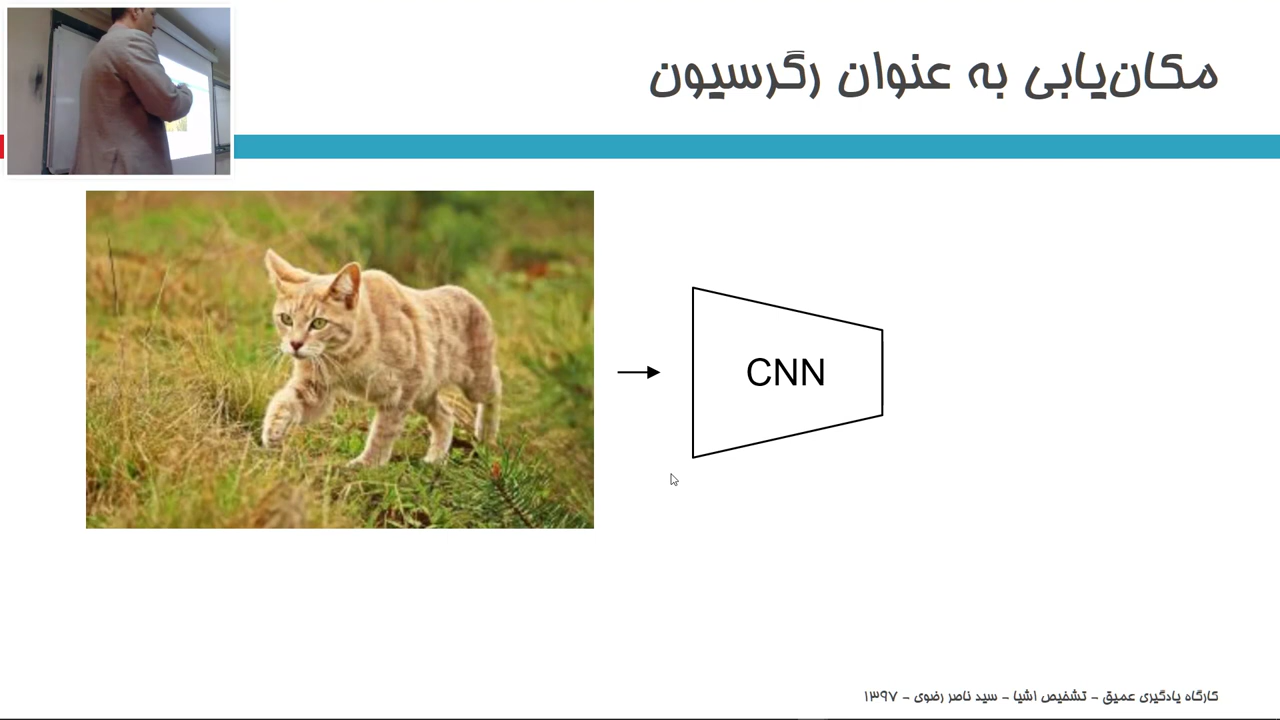 مکان‌یابی به عنوان رگرسیون
CNN
کارگاه یادگیری عمیق - تشخیص اشیا - سید ناصر رضوی - ۱۳۹۷